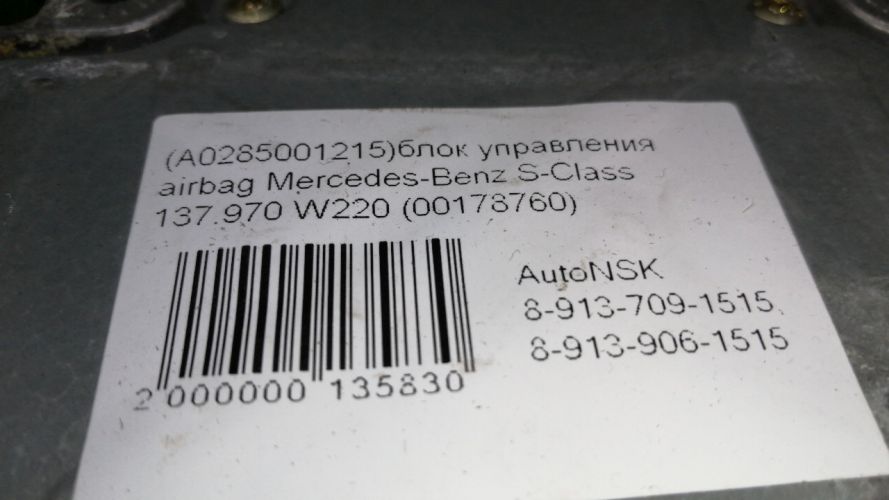 (A0285001215)блок управления
airbag Mercedes-Benz S-Class
137.970 W220 (00178760)
AutoNSK
8-913-709-1515
8-913-906-1515
2 000000 135830